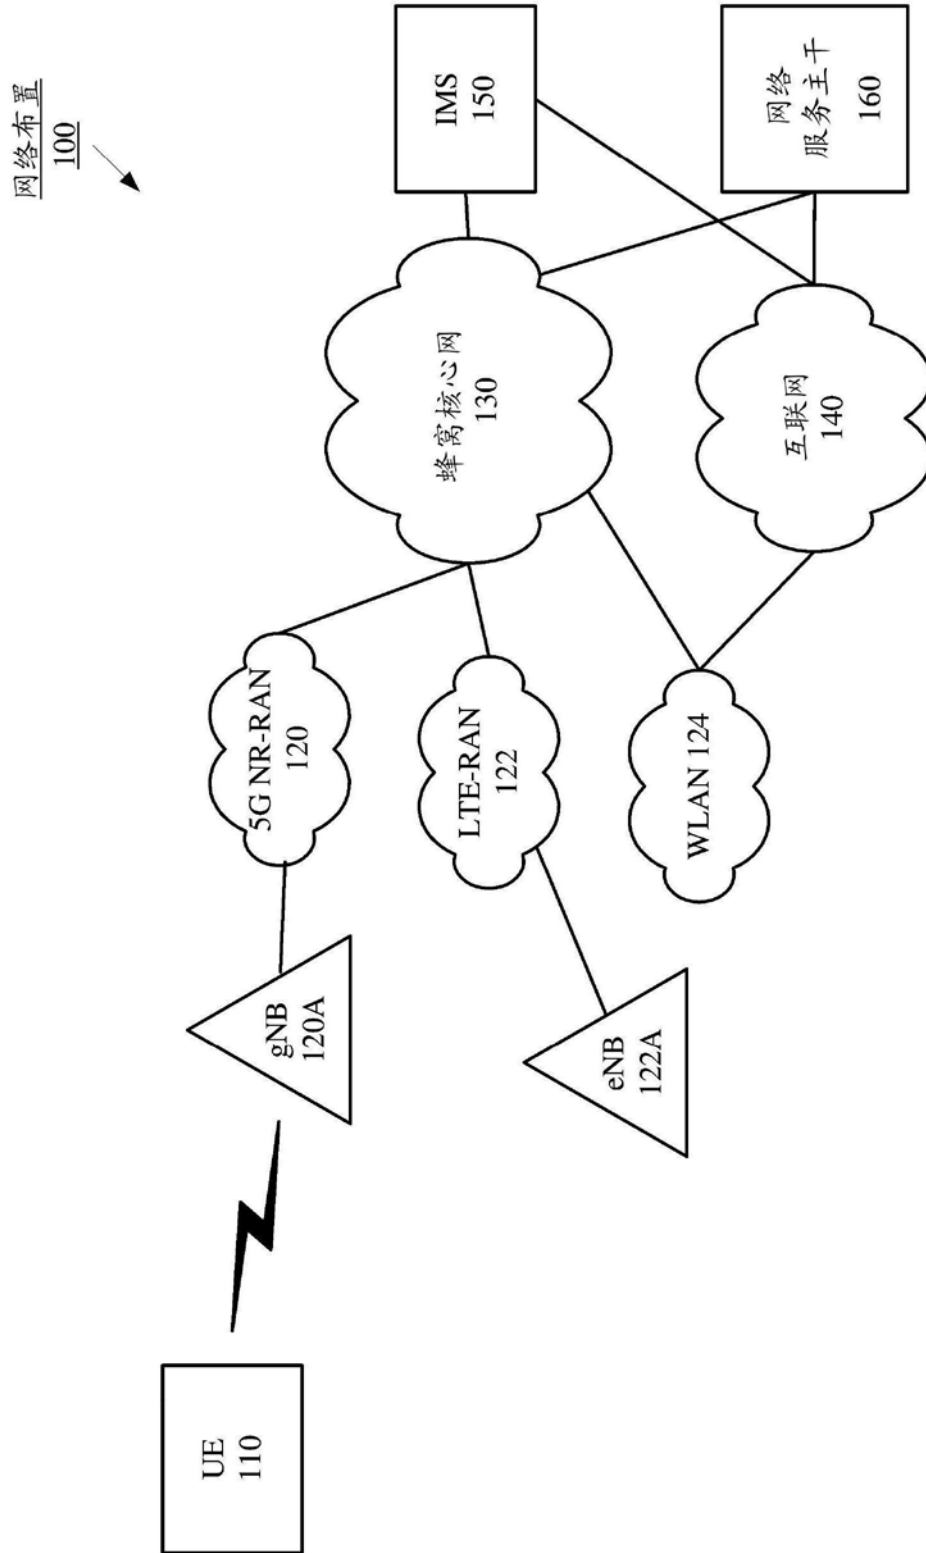 网络布置
100
UE
110
gNB
120A
5G NR-RAN
120
eNB
122A
LTE-RAN
122
WLAN 124
蜂窝核心网
130
互联网
140
IMS
150
网络
服务主干
160